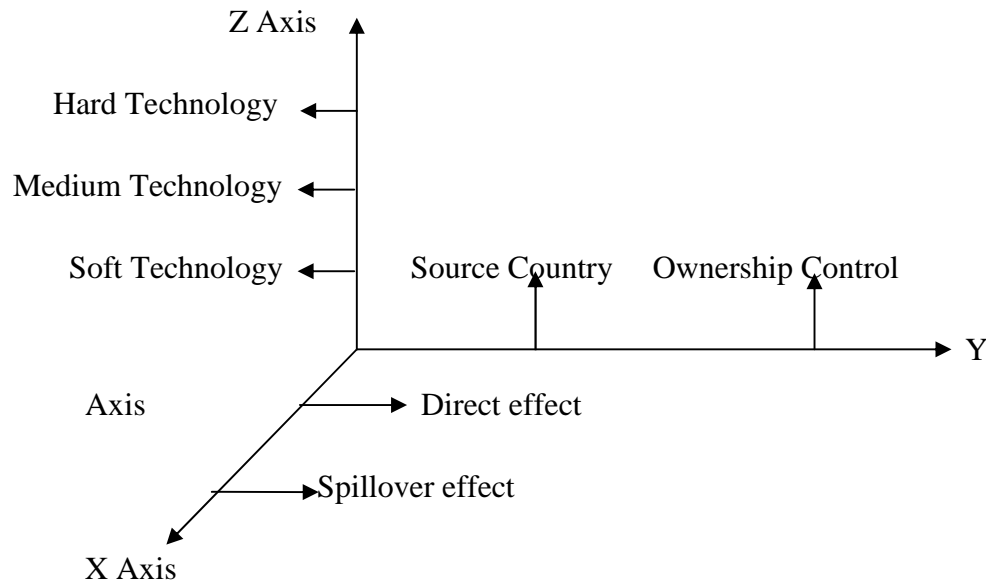 Z Axis
Hard Technology
Medium Technology
Soft Technology
Source Country
Ownership Control
Y
Axis
Direct effect
Spillover effect
X Axis